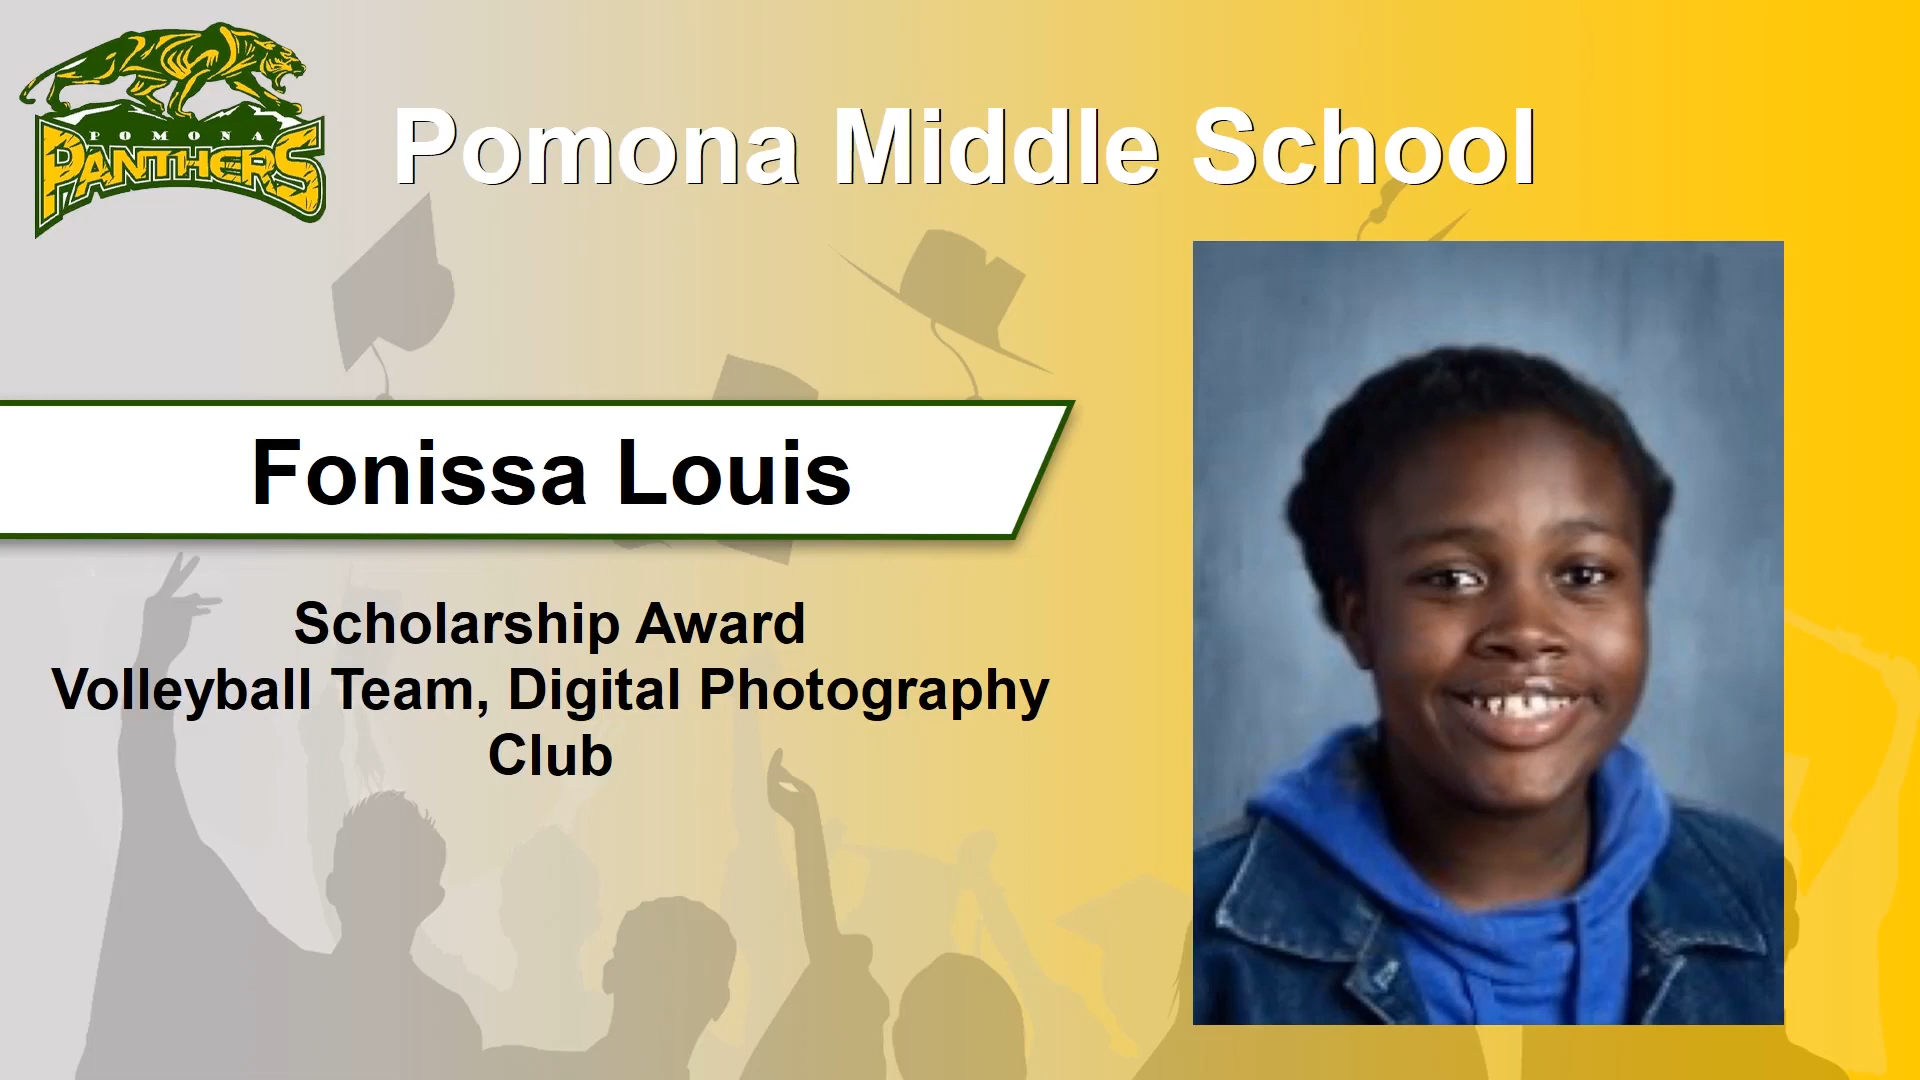 POMONA
PANTHERS
Pomona Middle School
Fonissa Louis
Scholarship Award
Volleyball Team, Digital Photography
Club